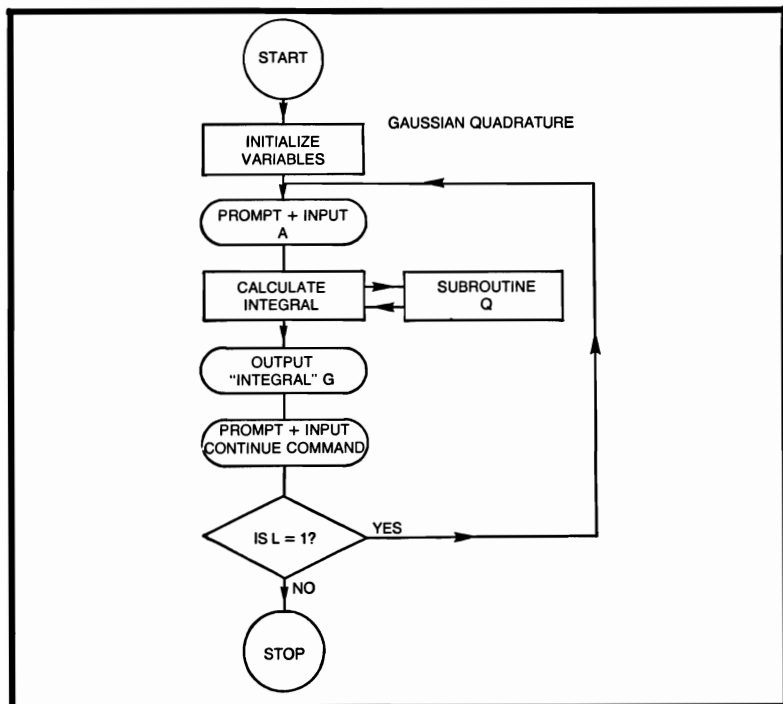 START
GAUSSIAN QUADRATURE
INITIALIZE
VARIABLES
PROMPT + INPUT
A
CALCULATE
INTEGRAL
SUBROUTINE
Q
OUTPUT
"INTEGRAL" G
PROMPT + INPUT
CONTINUE COMMAND
IS L = 1?
YES
NO
STOP